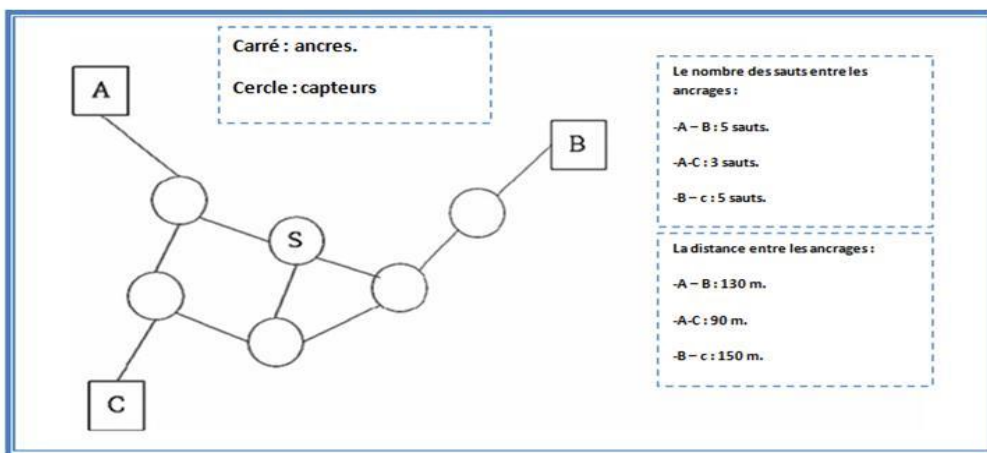 Carré : ancres.
Cercle : capteurs
A
B
S
C
Le nombre des sauts entre les
ancrages :
-A – B : 5 sauts.
-A-C : 3 sauts.
-B – c : 5 sauts.
La distance entre les ancrages :
-A – B : 130 m.
-A-C : 90 m.
-B – c : 150 m.